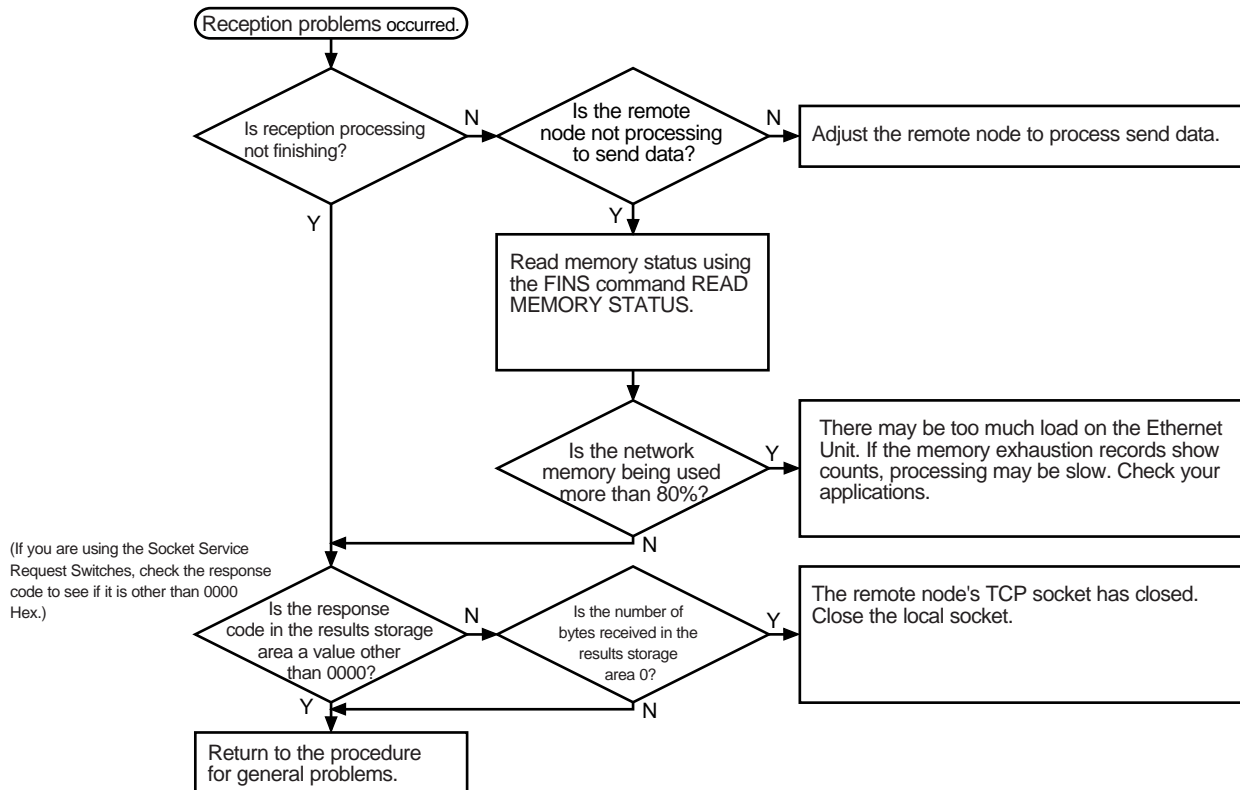 Reception problems occurred.
Is reception processing
not finishing?
N
Y
Is the remote
node not processing
to send data?
N
Y
Adjust the remote node to process send data.
Read memory status using
the FINS command READ
MEMORY STATUS.
Is the network
memory being used
more than 80%?
Y
N
There may be too much load on the Ethernet
Unit. If the memory exhaustion records show
counts, processing may be slow. Check your
applications.
(If you are using the Socket Service
Request Switches, check the response
code to see if it is other than 0000
Hex.)
Is the response
code in the results storage
area a value other
than 0000?
N
Y
Is the number of
bytes received in the
results storage
area 0?
Y
N
The remote node's TCP socket has closed.
Close the local socket.
Return to the procedure
for general problems.